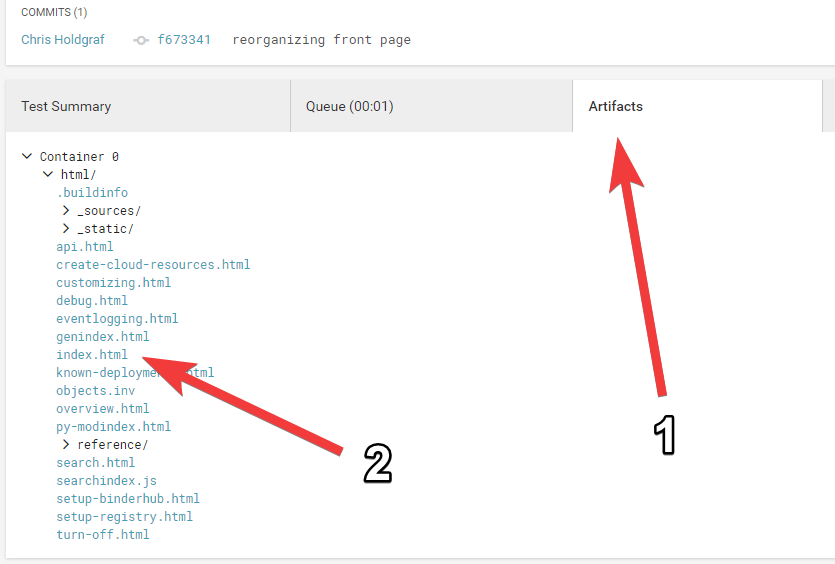 COMMITS (1)
Chris Holdgraf f673341 reorganizing front page
Test Summary Queue (00:01) Artifacts
Container 0
html/
.buildinfo
_sources/
_static/
api.html
create-cloud-resources.html
customizing.html
debug.html
eventlogging.html
genindex.html
index.html
known-deployments.html
objects.inv
overview.html
py-modindex.html
reference/
search.html
searchindex.js
setup-binderhub.html
setup-registry.html
turn-off.html
1
2